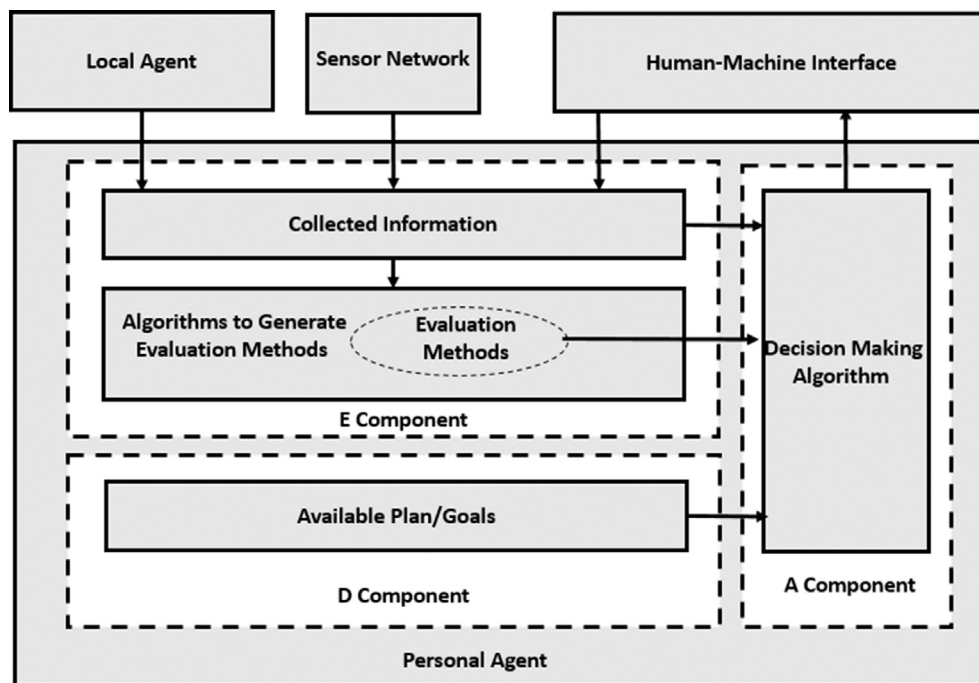 Local Agent
Sensor Network
Human-Machine Interface
Collected Information
Algorithms to Generate
Evaluation Methods
Evaluation
Methods
Decision Making
Algorithm
E Component
Available Plan/Goals
D Component
A Component
Personal Agent